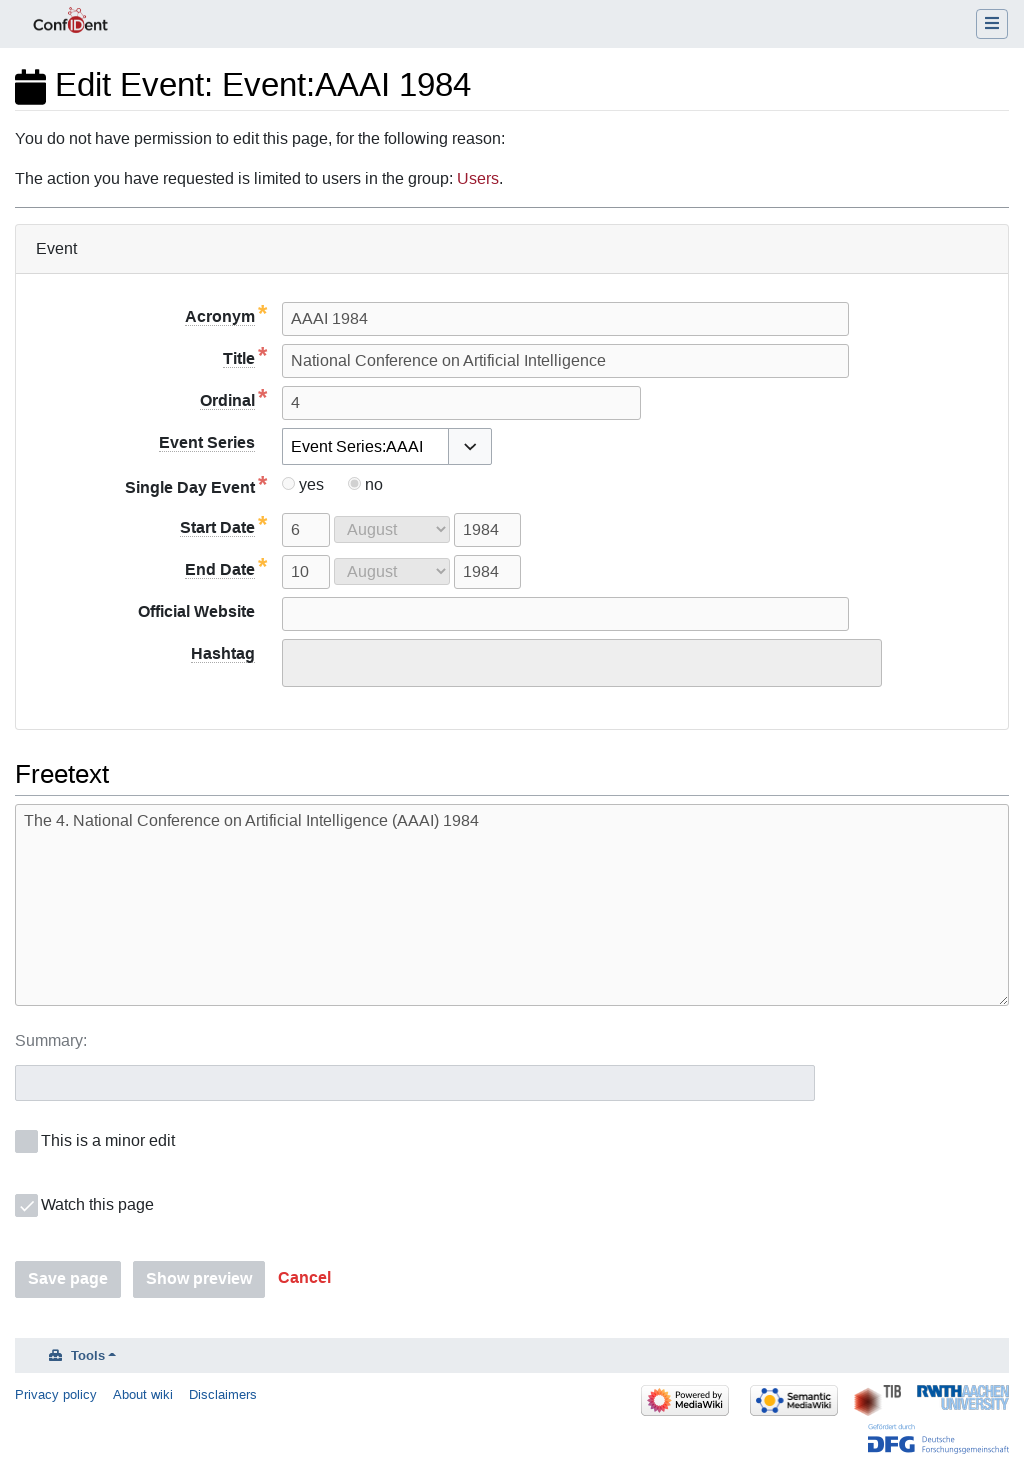 ConfIDent
Edit Event: Event:AAAI 1984
You do not have permission to edit this page, for the following reason:
The action you have requested is limited to users in the group: Users.
Event
Acronym * AAAI 1984
Title * National Conference on Artificial Intelligence
Ordinal * 4
Event Series Event Series:AAAI
Single Day Event * yes no
Start Date * 6 August 1984
End Date * 10 August 1984
Official Website
Hashtag
Freetext
The 4. National Conference on Artificial Intelligence (AAAI) 1984
Summary:
This is a minor edit
Watch this page
Save page Show preview Cancel
Tools
Privacy policy About wiki Disclaimers
Powered by
MediaWiki
Semantic
MediaWiki
TIB
RWTH AACHEN
UNIVERSITY
Gefördert durch
DFG Deutsche
Forschungsgemeinschaft